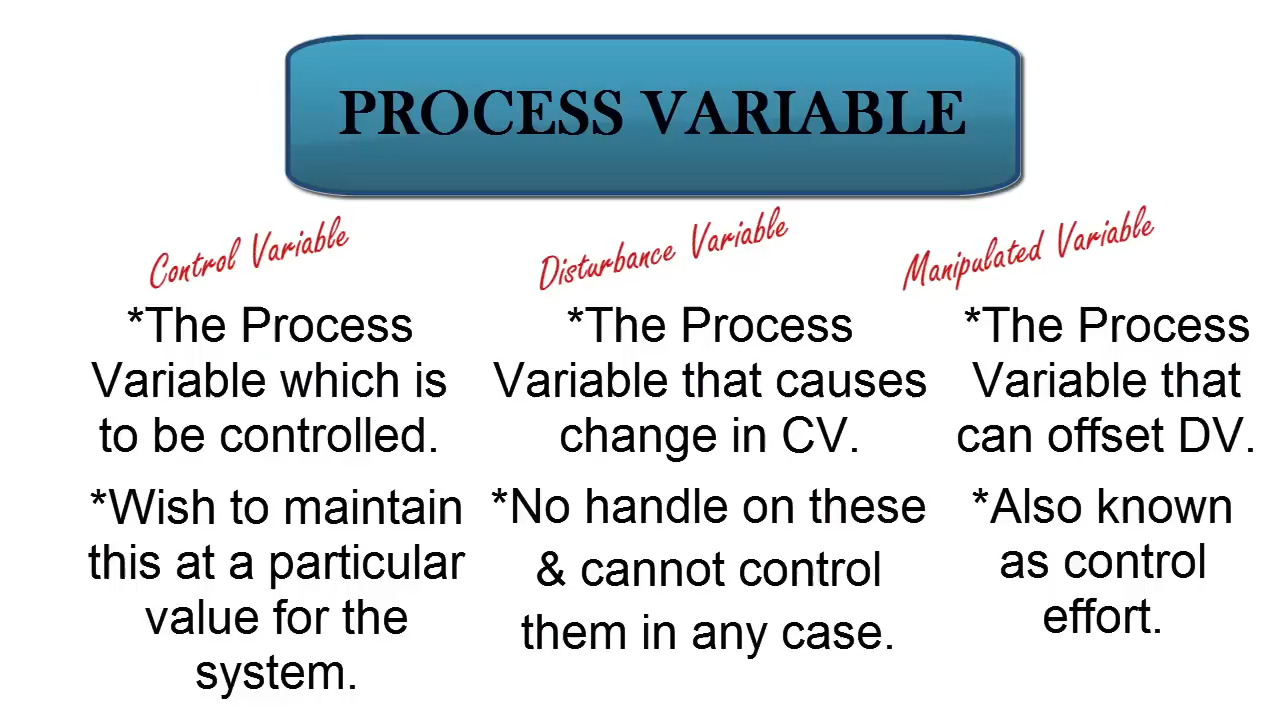 PROCESS VARIABLE
Control Variable
*The Process
Variable which is
to be controlled.
*Wish to maintain
this at a particular
value for the
system.
Disturbance Variable
*The Process
Variable that causes
change in CV.
*No handle on these
& cannot control
them in any case.
Manipulated Variable
*The Process
Variable that
can offset DV.
*Also known
as control
effort.